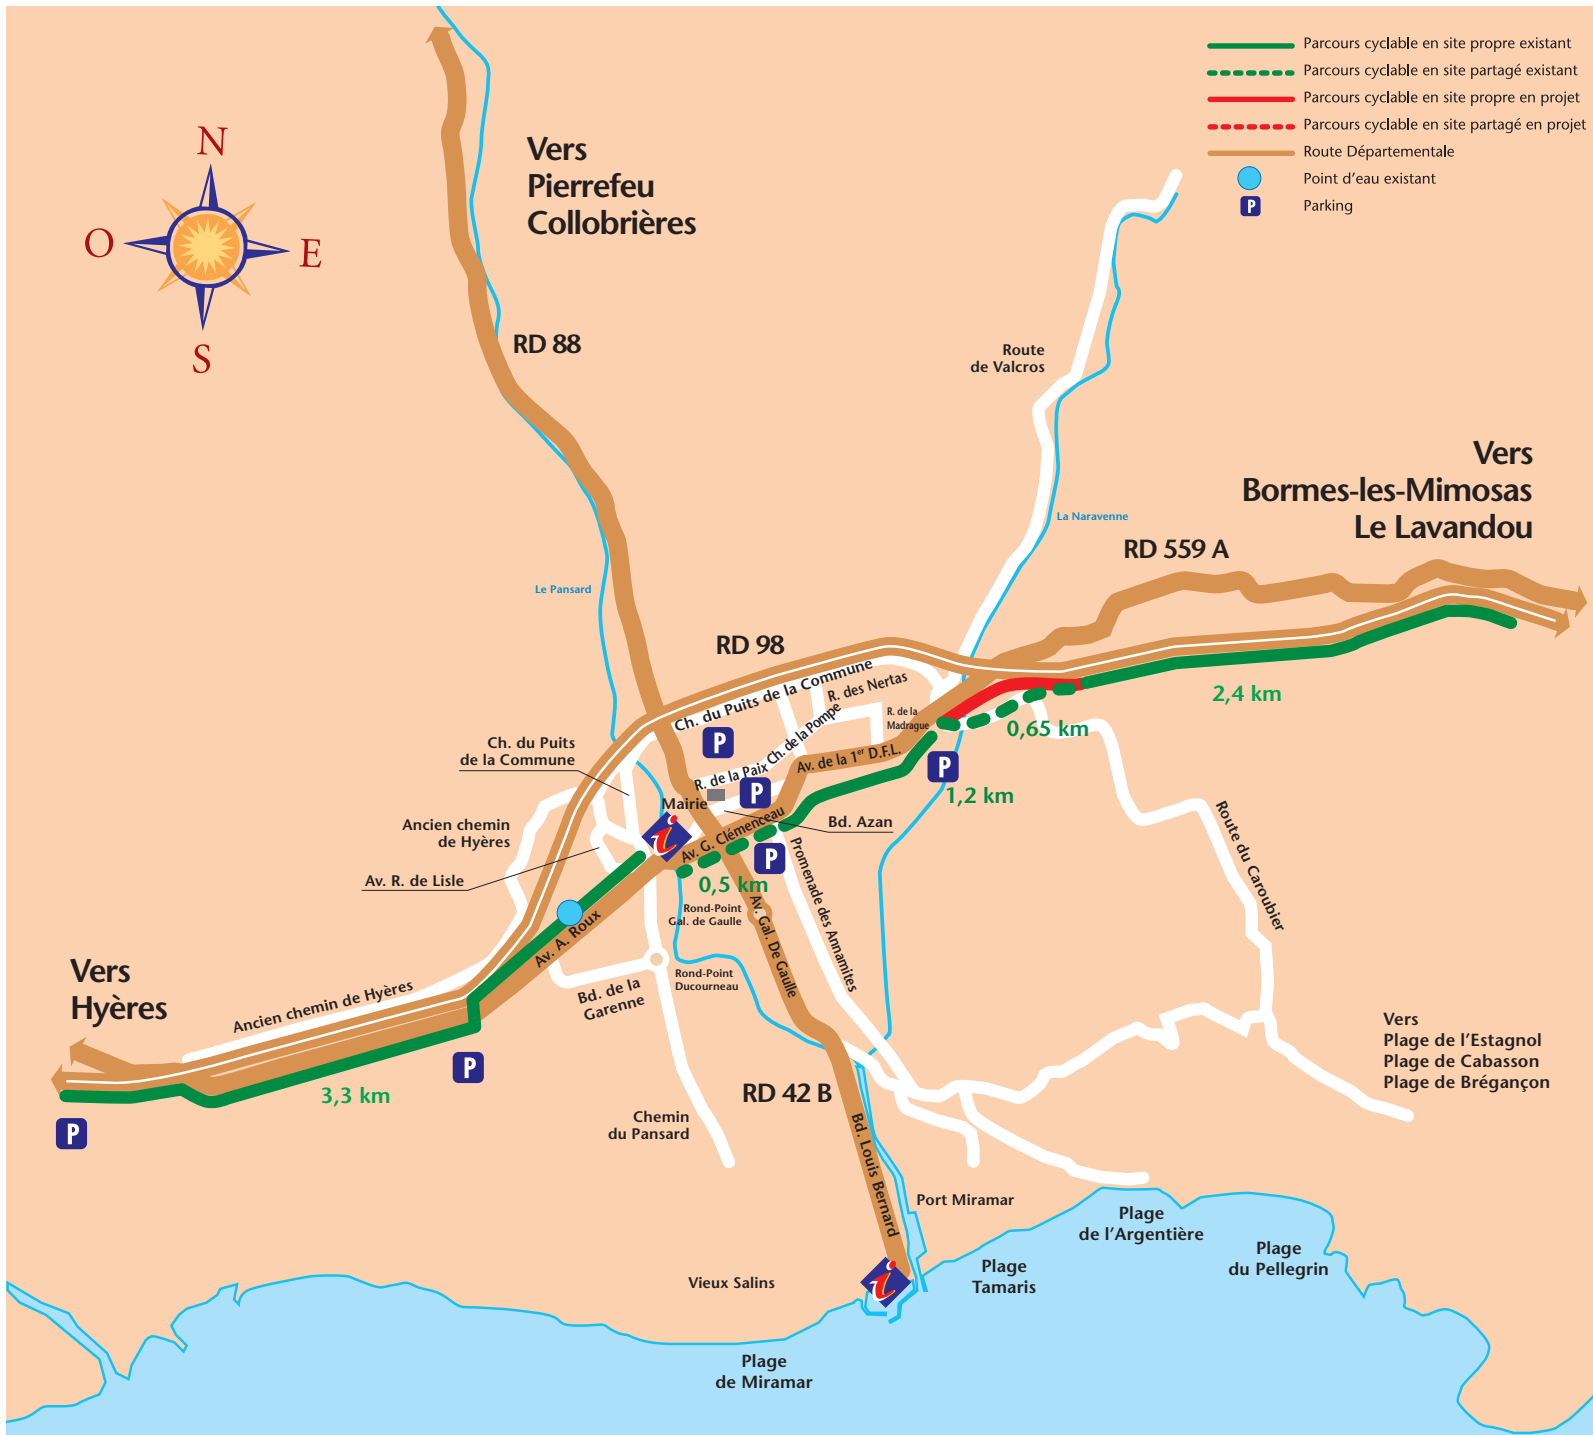 Parcours cyclable en site propre existant
Parcours cyclable en site partagé existant
Parcours cyclable en site propre en projet
Parcours cyclable en site partagé en projet
Route Départementale
Point d'eau existant
P
Parking
N
O
E
S
Vers
Pierrefeu
Collobrières
RD 88
Route
de Valcros
Vers
Bormes-les-Mimosas
Le Lavandou
La Naravenne
RD 559 A
Le Pansard
RD 98
Ch. du Puits de la Commune
R. des Nertas
R. de la
Madrague
2,4 km
0,65 km
Ch. du Puits
de la Commune
P
R. de la Paix
Ch. de la Pompe
Av. de la 1er D.F.L.
P
1,2 km
P
Mairie
Bd. Azan
i
Av. G. Clémenceau
P
Ancien chemin
de Hyères
Av. R. de Lisle
0,5 km
Rond-Point
Gal. de Gaulle
Av. Gal. De Gaulle
Promenade des Annamites
Route du Caroubier
Av. A. Roux
Rond-Point
Ducourneau
Bd. de la
Garenne
Vers
Hyères
Ancien chemin de Hyères
P
3,3 km
P
RD 42 B
Chemin
du Pansard
Bd. Louis Bernard
Vers
Plage de l'Estagnol
Plage de Cabasson
Plage de Brégançon
Port Miramar
Plage
de l'Argentière
Plage
du Pellegrin
Plage
Tamaris
Vieux Salins
i
Plage
de Miramar